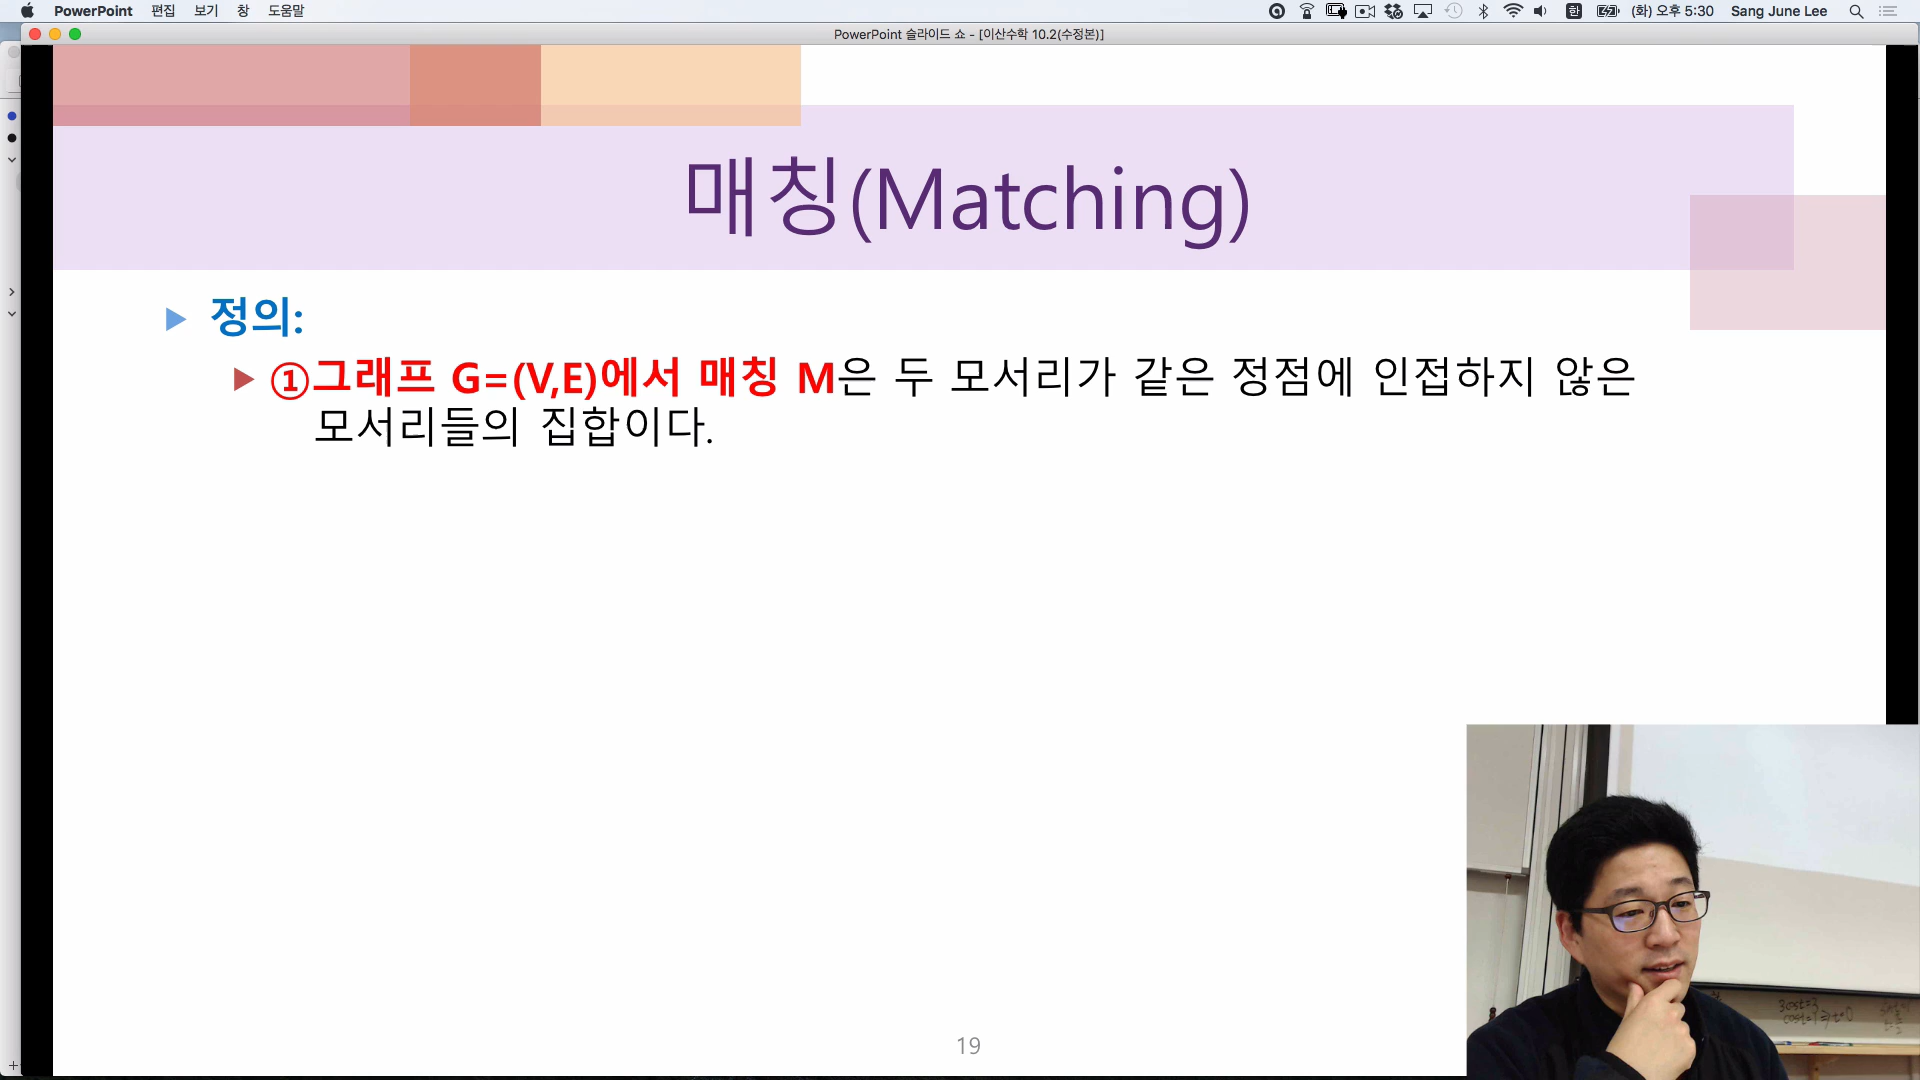 PowerPoint 편집 보기 창 도움말 한 (화) 오후 5:30 Sang June Lee
PowerPoint 슬라이드 쇼 - [이산수학 10.2(수정본)]
매칭(Matching)
정의:
①그래프 G=(V,E)에서 매칭 M은 두 모서리가 같은 정점에 인접하지 않은
모서리들의 집합이다.
19